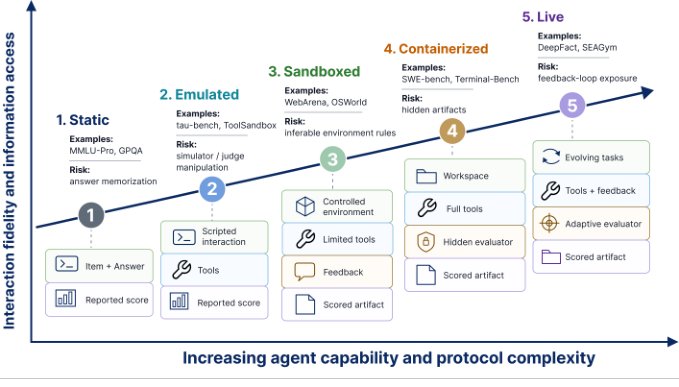 Interaction fidelity and information access
1. Static
Examples:
MMLU-Pro, GPQA
Risk:
answer memorization
1
Item + Answer
Reported score
2. Emulated
Examples:
tau-bench, ToolSandbox
Risk:
simulator / judge
manipulation
2
Scripted
interaction
Tools
Reported score
3. Sandboxed
Examples:
WebArena, OSWorld
Risk:
inferable environment rules
3
Controlled
environment
Limited tools
Feedback
Scored artifact
4. Containerized
Examples:
SWE-bench, Terminal-Bench
Risk:
hidden artifacts
4
Workspace
Full tools
Hidden evaluator
Scored artifact
5. Live
Examples:
DeepFact, SEAGym
Risk:
feedback-loop exposure
5
Evolving tasks
Tools + feedback
Adaptive evaluator
Scored artifact
Increasing agent capability and protocol complexity